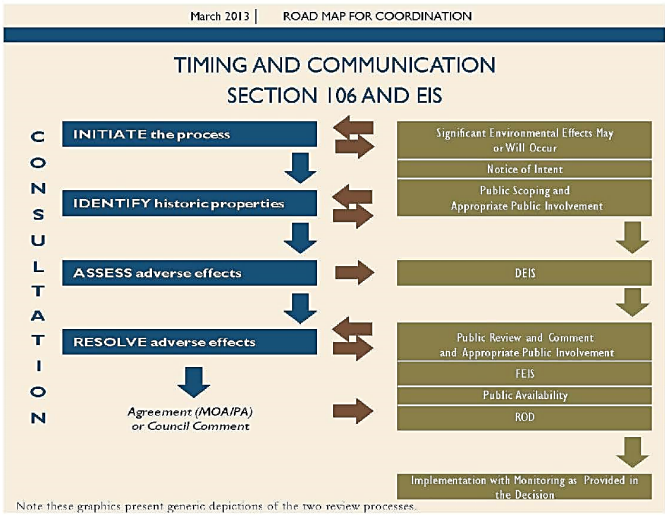 March 2013 | ROAD MAP FOR COORDINATION
TIMING AND COMMUNICATION
SECTION 106 AND EIS
CONSULTATION
INITIATE the process
IDENTIFY historic properties
ASSESS adverse effects
RESOLVE adverse effects
Agreement (MOA/PA)
or Council Comment
Significant Environmental Effects May
or Will Occur
Notice of Intent
Public Scoping and
Appropriate Public Involvement
DEIS
Public Review and Comment
and Appropriate Public Involvement
FEIS
Public Availability
ROD
Implementation with Monitoring as Provided in
the Decision
Note these graphics present generic depictions of the two review processes.